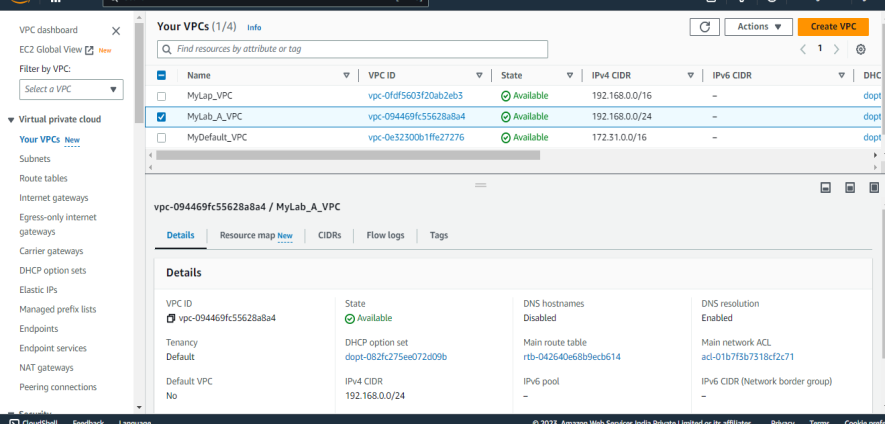 VPC dashboard
EC2 Global View New
Filter by VPC:
Select a VPC
Virtual private cloud
Your VPCs New
Subnets
Route tables
Internet gateways
Egress-only internet
gateways
Carrier gateways
DHCP option sets
Elastic IPs
Managed prefix lists
Endpoints
Endpoint services
NAT gateways
Peering connections
Security
Your VPCs (1/4) Info
Actions
Create VPC
Find resources by attribute or tag
1
Name VPC ID State IPv4 CIDR IPv6 CIDR DHC
MyLap_VPC vpc-0fdf5603f20ab2eb3 Available 192.168.0.0/16 –
dopt
MyLab_A_VPC vpc-094469fc55628a8a4 Available 192.168.0.0/24 –
dopt
MyDefault_VPC vpc-0e32300b1ffe27276 Available 172.31.0.0/16 –
dopt
vpc-094469fc55628a8a4 / MyLab_A_VPC
Details Resource map New CIDRs Flow logs Tags
Details
VPC ID State DNS hostnames DNS resolution
vpc-094469fc55628a8a4 Available Disabled Enabled
Tenancy DHCP option set Main route table Main network ACL
Default dopt-082fc275ee072d09b rtb-042640e68b9ecb614 acl-01b7f3b7318cf2c71
Default VPC IPv4 CIDR IPv6 pool IPv6 CIDR (Network border group)
No 192.168.0.0/24 – –
CloudShell Feedback Language © 2023, Amazon Web Services India Private Limited or its affiliates. Privacy Terms Cookie prefe